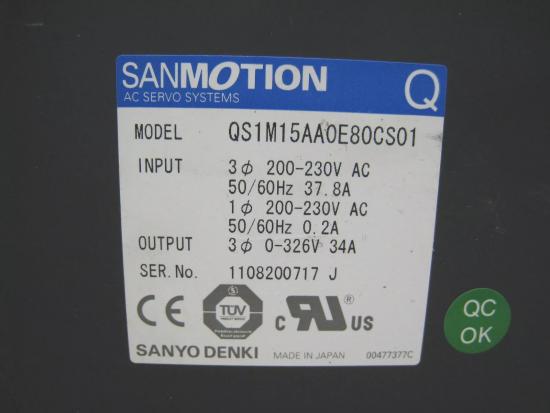 SANMOTION
AC SERVO SYSTEMS
Q
MODEL QS1M15AA0E80CS01
INPUT 3φ 200-230V AC
50/60Hz 37.8A
1φ 200-230V AC
50/60Hz 0.2A
OUTPUT 3φ 0-326V 34A
SER.No. 1108200717 J
CE
S
TÜV
c RU ® US
QC
OK
SANYO DENKI MADE IN JAPAN 00477377C